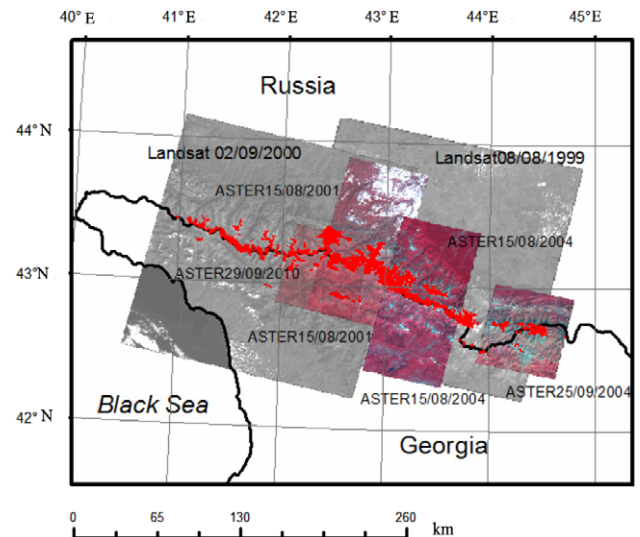 40°E 41°E 42°E 43°E 44°E 45°E
Russia
44°N
Landsat 02/09/2000
Landsat08/08/1999
ASTER15/08/2001
ASTER15/08/2004
43°N
ASTER29/09/2010
ASTER15/08/2001
ASTER15/08/2004
ASTER25/09/2004
Black Sea
42°N
Georgia
0 65 130 260
km